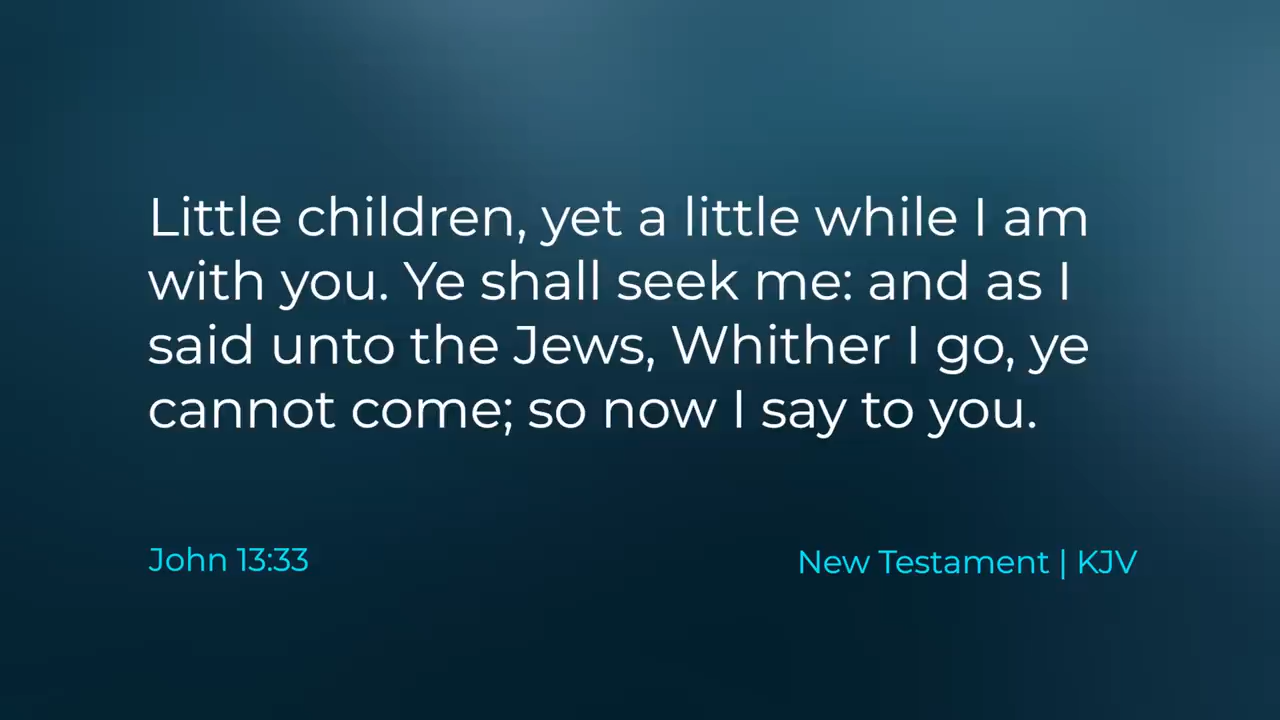 Little children, yet a little while I am
with you. Ye shall seek me: and as I
said unto the Jews, Whither I go, ye
cannot come; so now I say to you.
John 13:33
New Testament | KJV